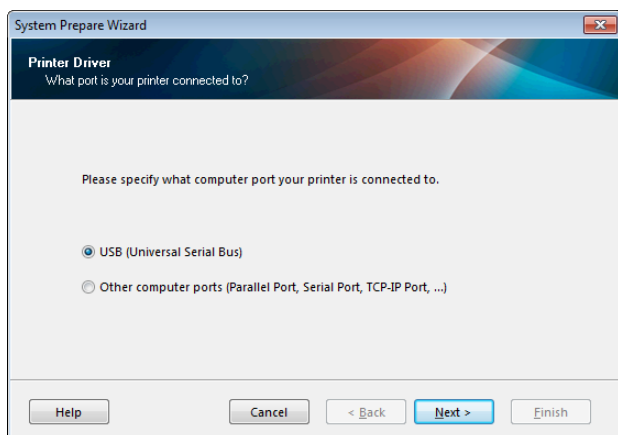 System Prepare Wizard
Printer Driver
What port is your printer connected to?
Please specify what computer port your printer is connected to.
USB (Universal Serial Bus)
Other computer ports (Parallel Port, Serial Port, TCP-IP Port, ...)
Help Cancel < Back Next > Finish